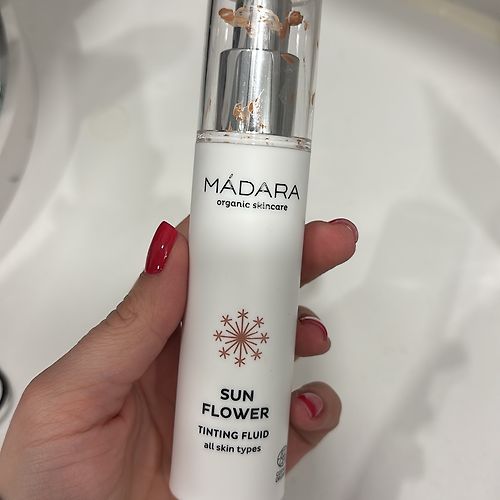 MÁDARA
organic skincare
SUN
FLOWER
TINTING FLUID
all skin types